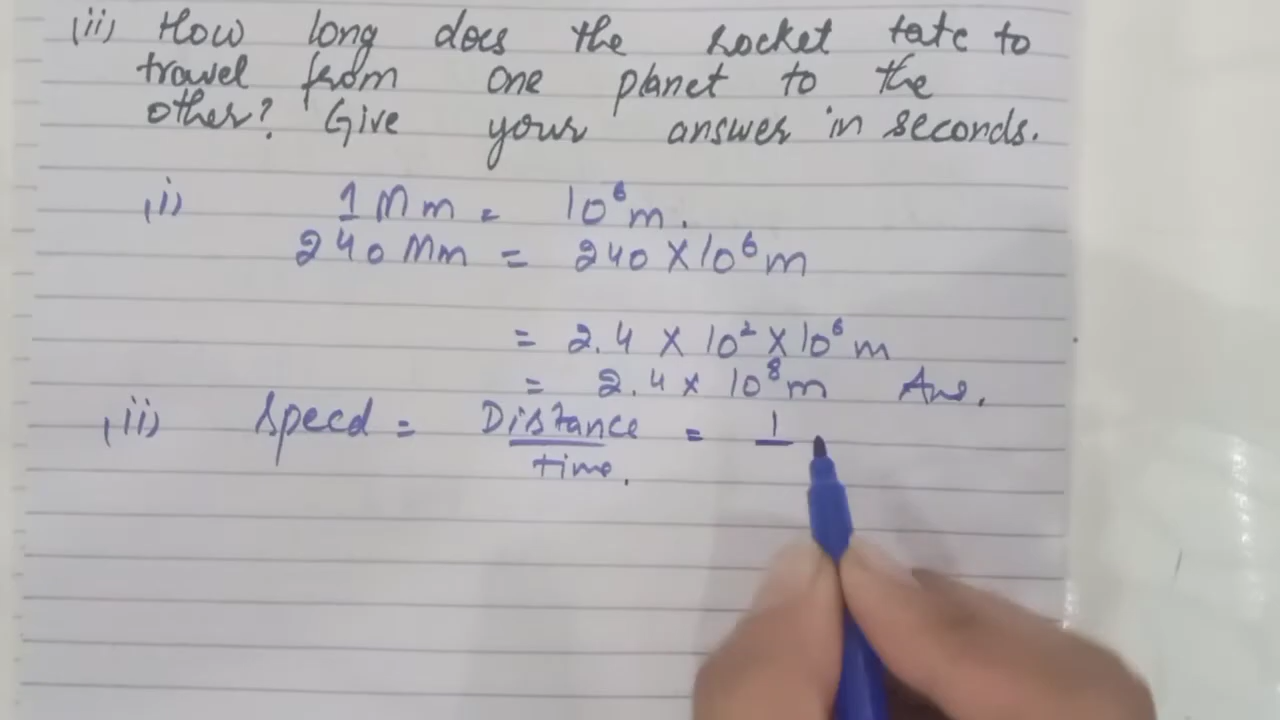 (ii) How long does the rocket take to
travel from one planet to the
other? Give your answer in seconds.
(i) 1 Mm = 10⁶ m.
240 Mm = 240 × 10⁶ m
= 2.4 × 10² × 10⁶ m
= 2.4 × 10⁸ m Ans.
(ii) Speed = Distance / time. = 1